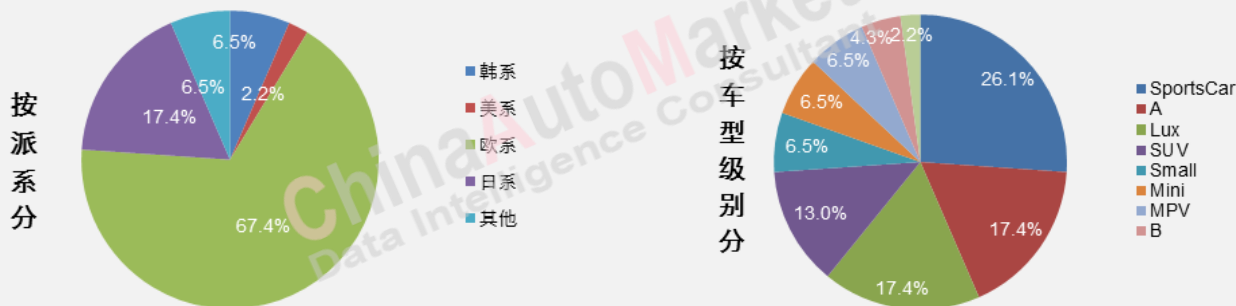 按派系分
6.5%
2.2%
67.4%
17.4%
6.5%
韩系
美系
欧系
日系
其他
按车型级别分
26.1%
17.4%
17.4%
13.0%
6.5%
6.5%
6.5%
4.3%
2.2%
SportsCar
A
Lux
SUV
Small
Mini
MPV
B
ChinaAutoMarket
Data Intelligence Consultant